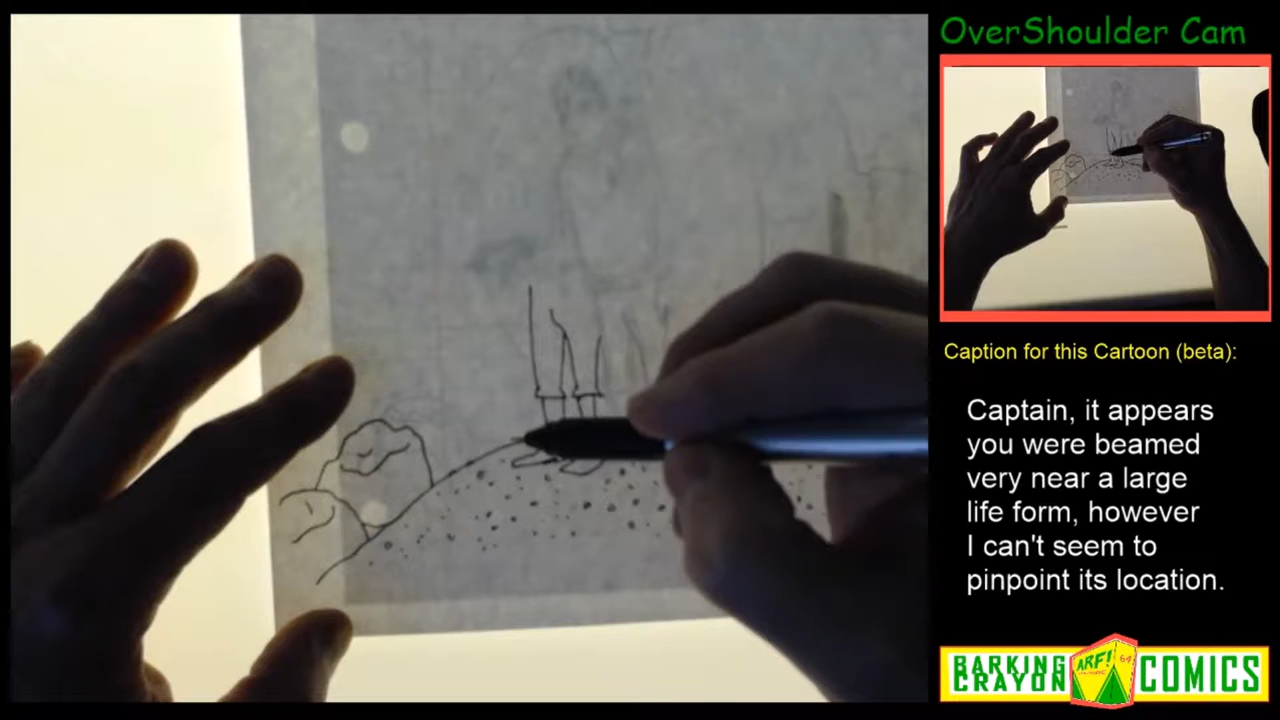 OverShoulder Cam
Caption for this Cartoon (beta):
Captain, it appears
you were beamed
very near a large
life form, however
I can't seem to
pinpoint its location.
BARKING
CRAYON
ARF!
64
COMICS